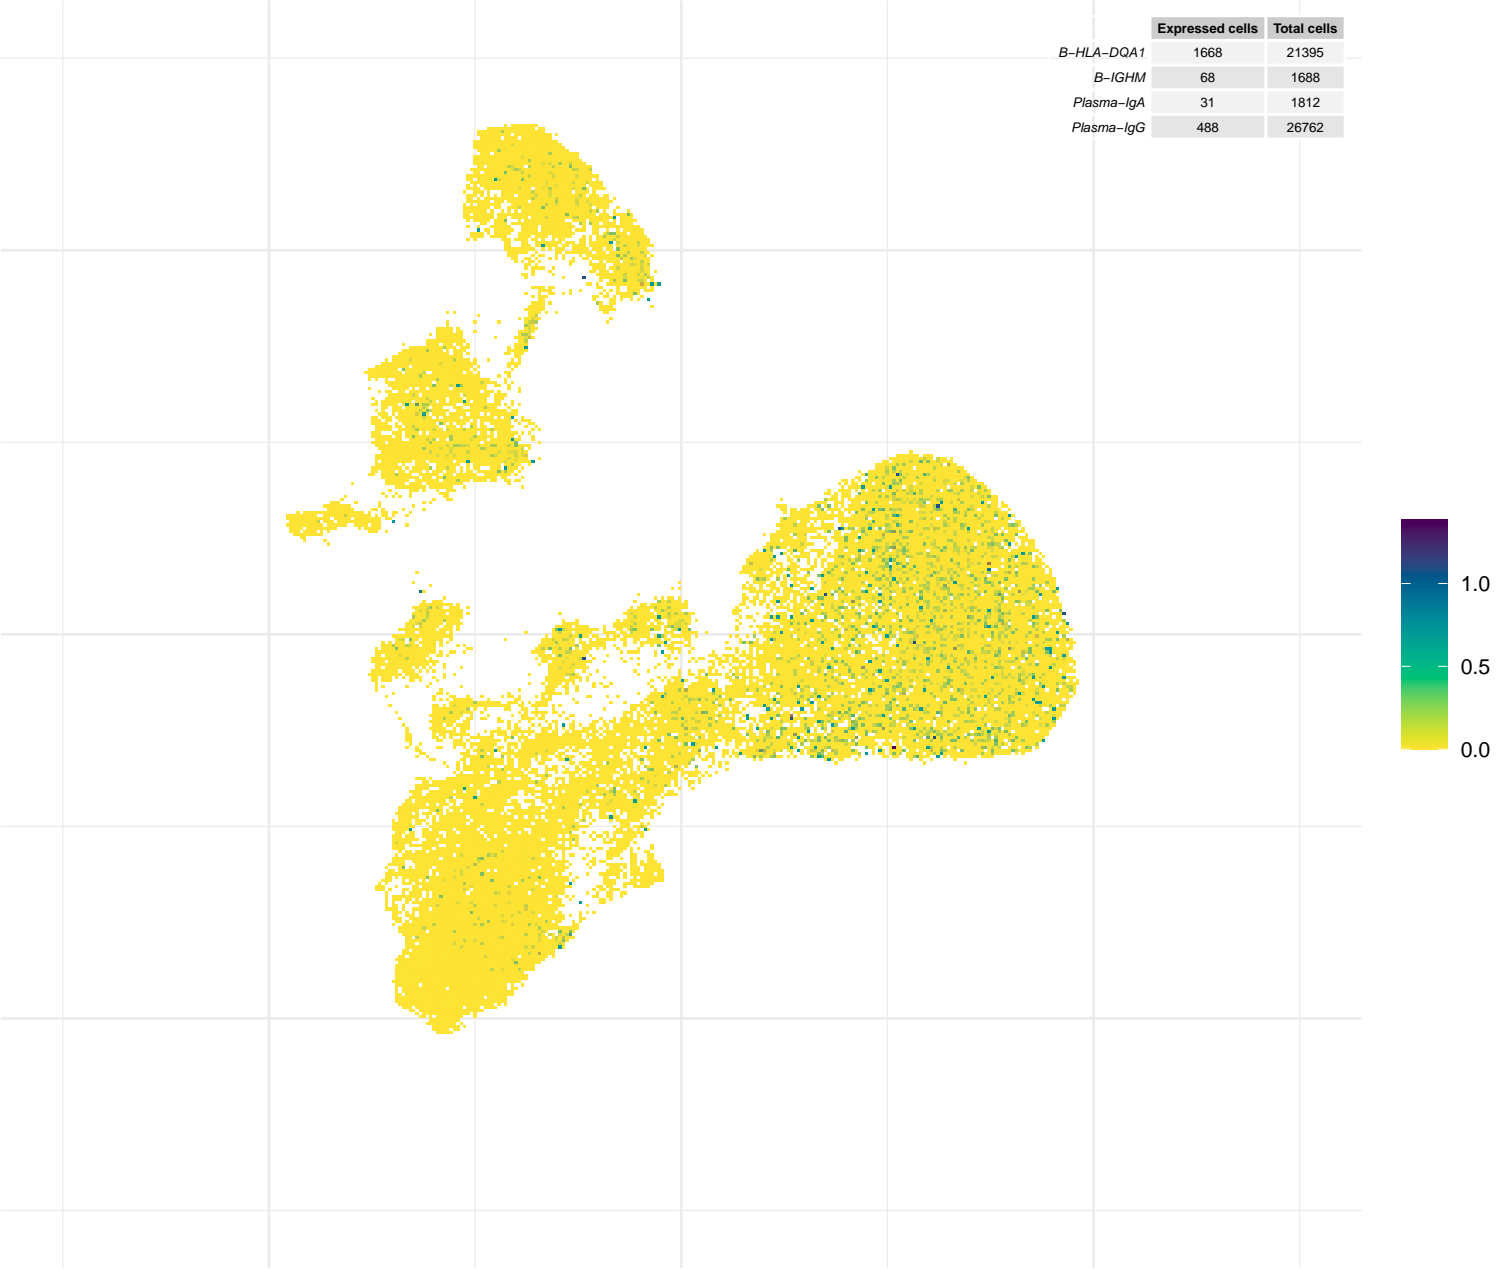 Expressed cells Total cells
B−HLA−DQA1 1668 21395
B−IGHM 68 1688
Plasma−IgA 31 1812
Plasma−IgG 488 26762
1.0
0.5
0.0